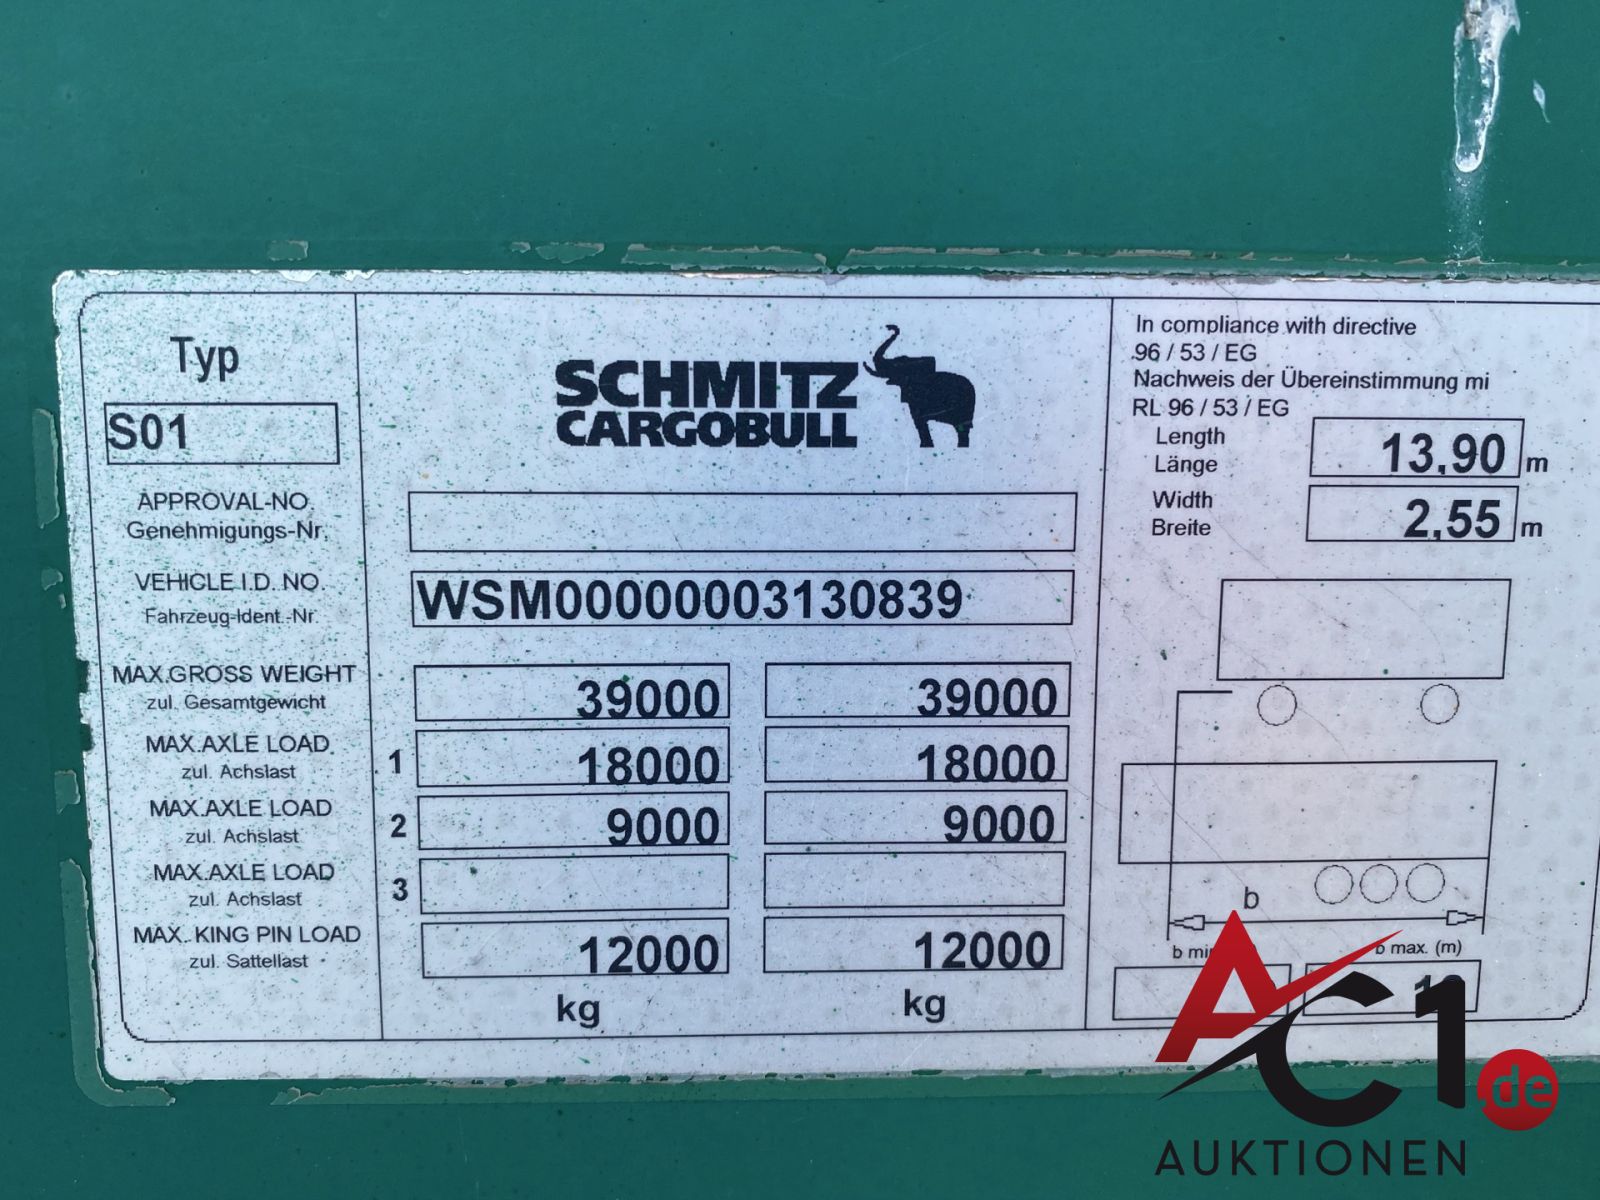 Typ
S01
SCHMITZ
CARGOBULL
APPROVAL-NO.
Genehmigungs-Nr.
VEHICLE I.D. NO.
Fahrzeug-Ident.-Nr.
WSM00000003130839
MAX.GROSS WEIGHT
zul. Gesamtgewicht
39000 39000
MAX.AXLE LOAD
zul. Achslast
1 18000 18000
MAX.AXLE LOAD
zul. Achslast
2 9000 9000
MAX.AXLE LOAD
zul. Achslast
3
MAX. KING PIN LOAD
zul. Sattellast
12000 12000
kg kg
In compliance with directive
96 / 53 / EG
Nachweis der Übereinstimmung mi
RL 96 / 53 / EG
Length
Länge
13,90 m
Width
Breite
2,55 m
b
b max. (m)
AC1.de
AUKTIONEN